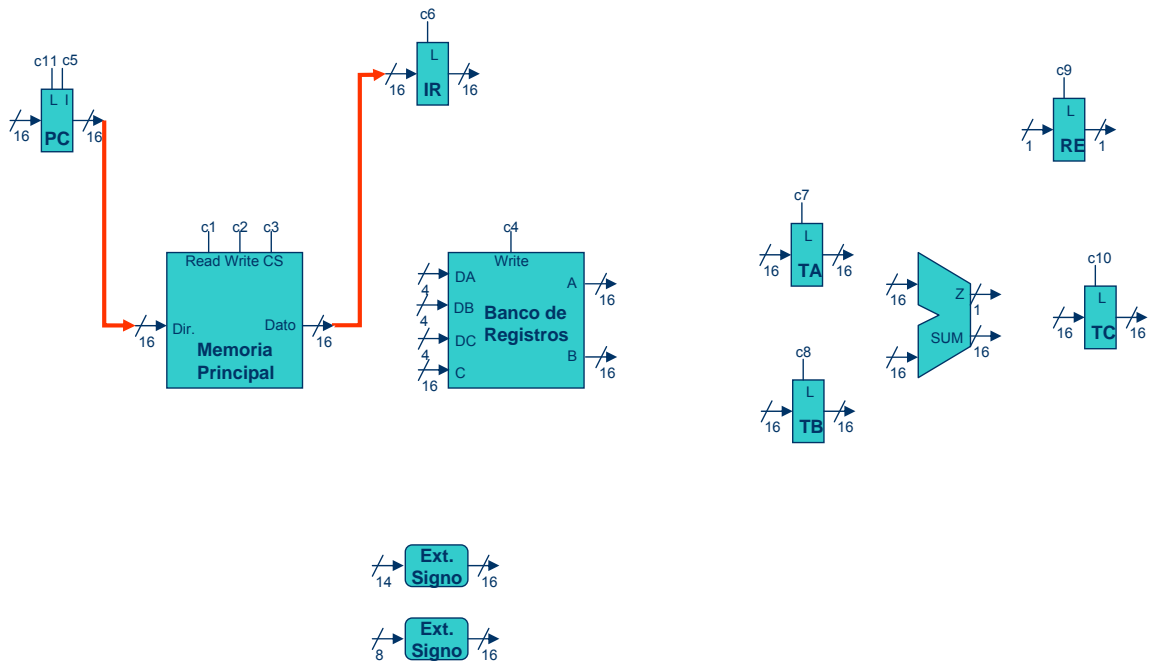 c6
L
IR
16
16
c11 c5
L I
PC
16
16
c9
L
RE
1
1
c1 c2 c3
Read Write CS
Dir.
Dato
Memoria
Principal
16
16
c4
Write
DA
DB
DC
C
4
4
4
16
Banco de
Registros
A
B
16
16
c7
L
TA
16
16
c8
L
TB
16
16
Z
SUM
16
16
1
16
c10
L
TC
16
16
Ext.
Signo
14
16
Ext.
Signo
8
16